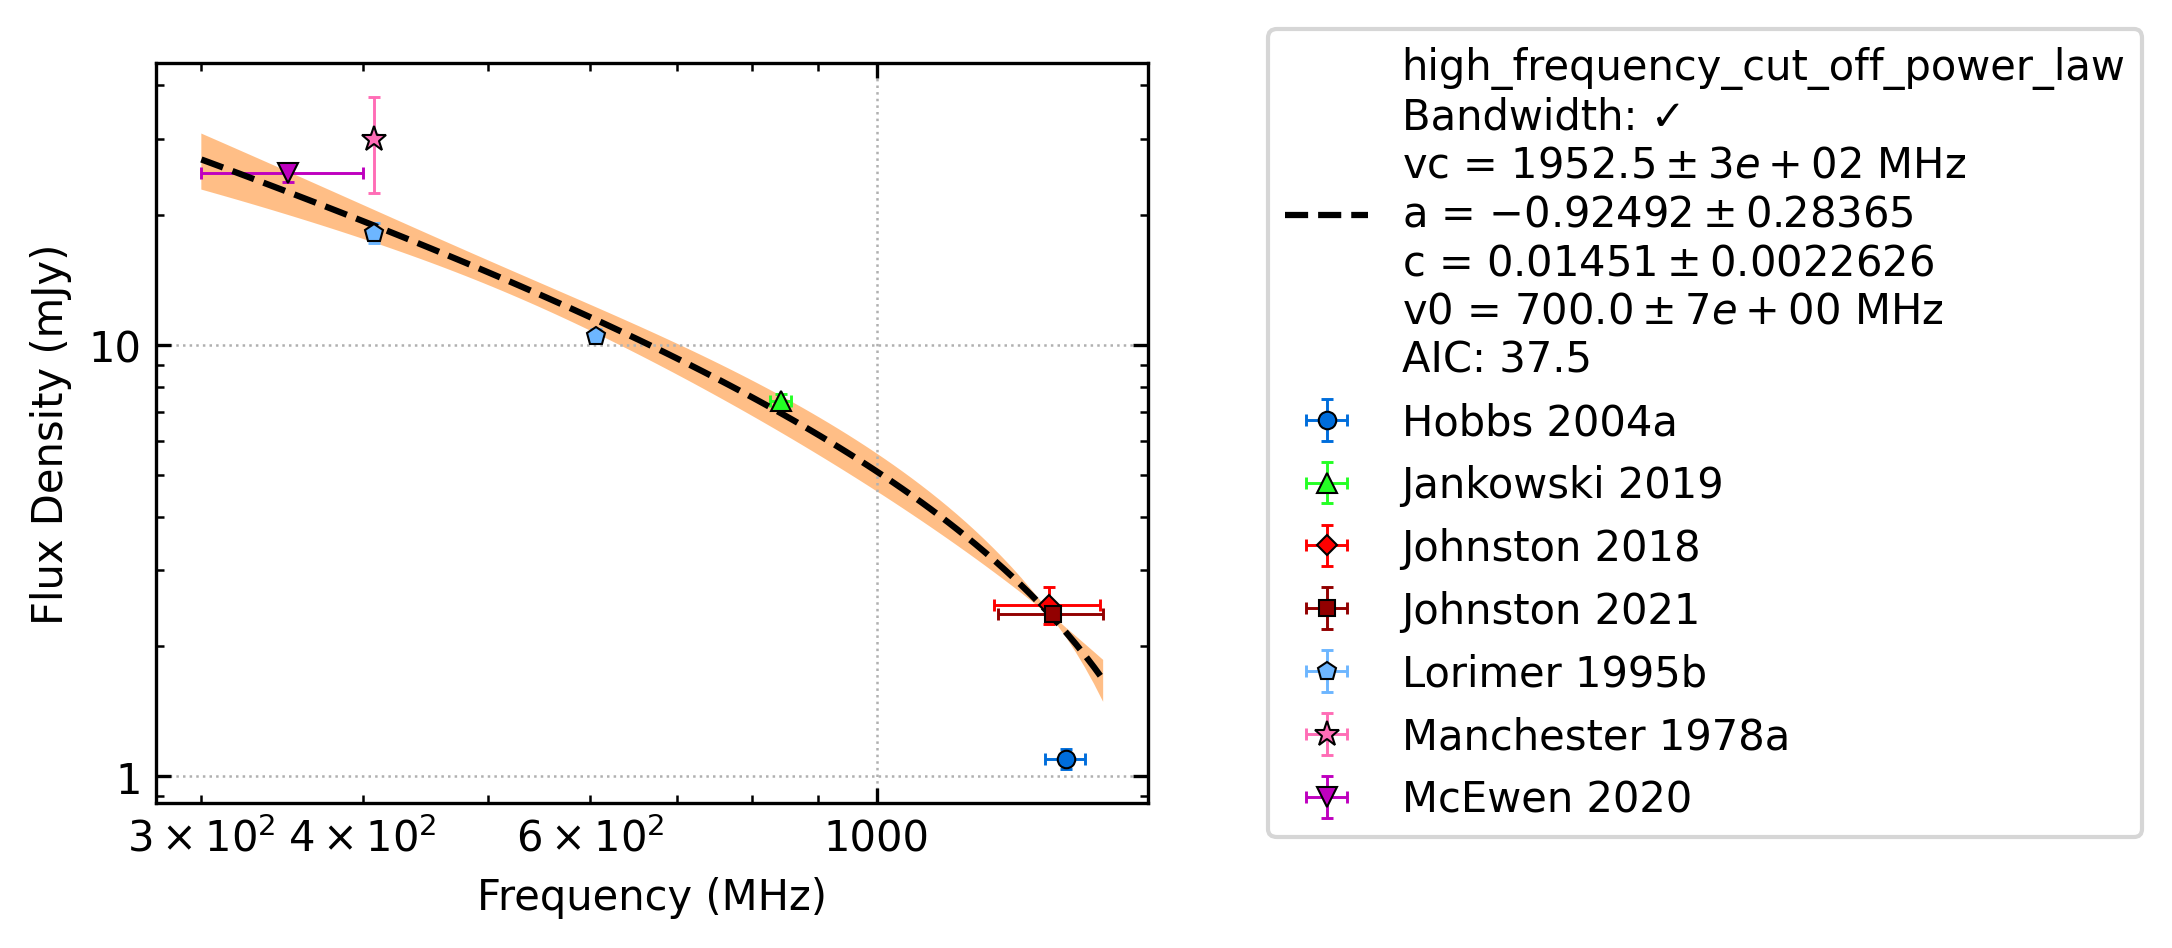 Flux Density (mJy)
10
1
3 × 10²
4 × 10²
6 × 10²
1000
Frequency (MHz)
high_frequency_cut_off_power_law
Bandwidth: ✓
vc = 1952.5 ± 3e + 02 MHz
a = −0.92492 ± 0.28365
c = 0.01451 ± 0.0022626
v0 = 700.0 ± 7e + 00 MHz
AIC: 37.5
Hobbs 2004a
Jankowski 2019
Johnston 2018
Johnston 2021
Lorimer 1995b
Manchester 1978a
McEwen 2020